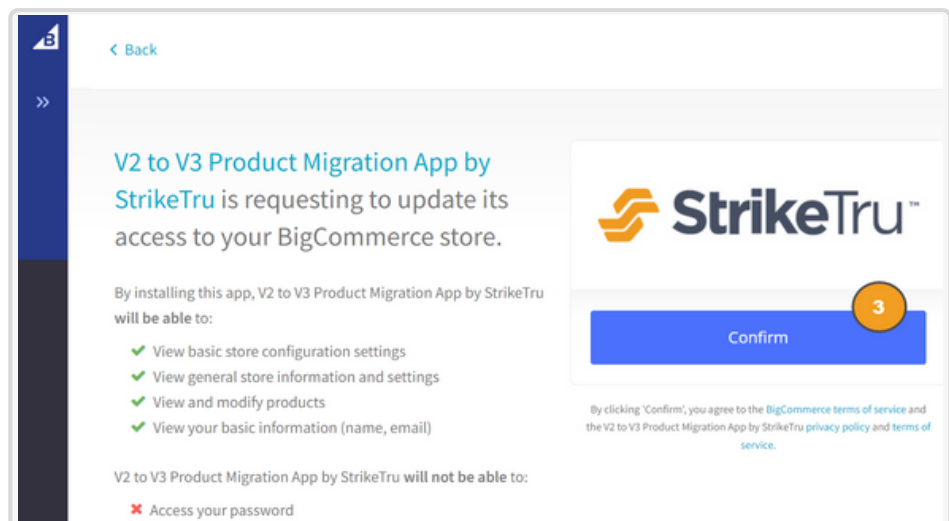 B
< Back
»
V2 to V3 Product Migration App by
StrikeTru is requesting to update its
access to your BigCommerce store.
By installing this app, V2 to V3 Product Migration App by StrikeTru
will be able to:
✔ View basic store configuration settings
✔ View general store information and settings
✔ View and modify products
✔ View your basic information (name, email)
V2 to V3 Product Migration App by StrikeTru will not be able to:
✖ Access your password
StrikeTru™
3
Confirm
By clicking 'Confirm', you agree to the BigCommerce terms of service and
the V2 to V3 Product Migration App by StrikeTru privacy policy and terms of
service.